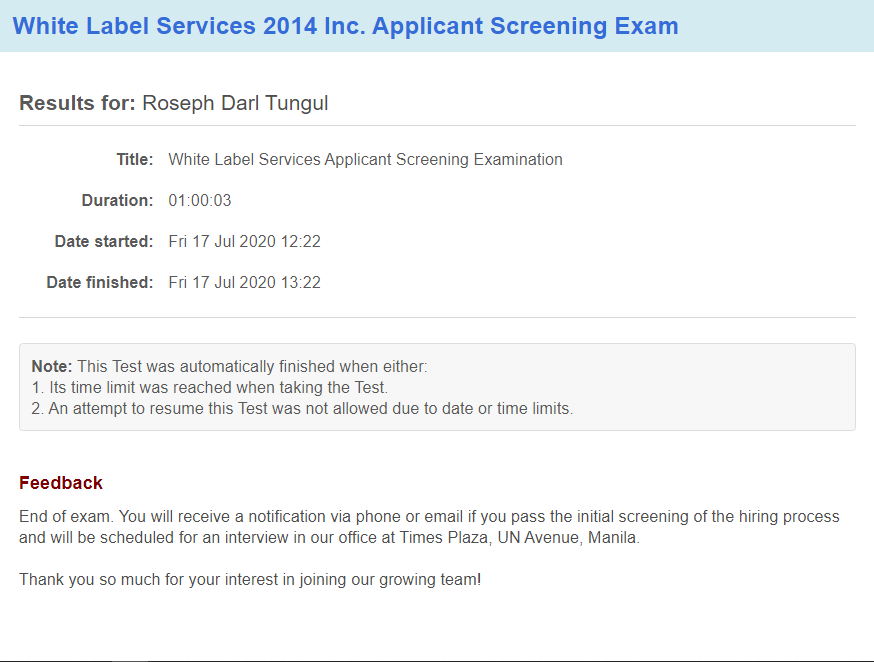 White Label Services 2014 Inc. Applicant Screening Exam
Results for: Roseph Darl Tungul
Title: White Label Services Applicant Screening Examination
Duration: 01:00:03
Date started: Fri 17 Jul 2020 12:22
Date finished: Fri 17 Jul 2020 13:22
Note: This Test was automatically finished when either:
1. Its time limit was reached when taking the Test.
2. An attempt to resume this Test was not allowed due to date or time limits.
Feedback
End of exam. You will receive a notification via phone or email if you pass the initial screening of the hiring process
and will be scheduled for an interview in our office at Times Plaza, UN Avenue, Manila.
Thank you so much for your interest in joining our growing team!